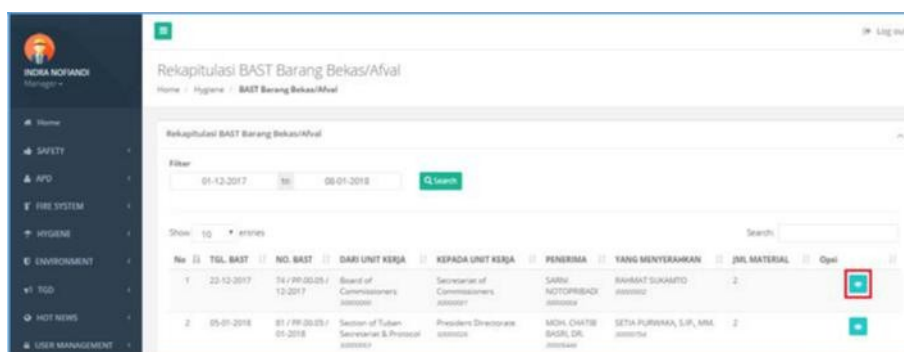 Log out
INDRA NOFIANDI
Manager
Rekapitulasi BAST Barang Bekas/Afval
Home / Hygiene / BAST Barang Bekas/Afval
Home
SAFETY
APD
FIRE SYSTEM
HYGIENE
ENVIRONMENT
TGD
HOT NEWS
USER MANAGEMENT
Rekapitulasi BAST Barang Bekas/Afval
Filter
01-12-2017 to 08-01-2018 Search
Show 10 entries Search:
No TGL. BAST NO. BAST DARI UNIT KERJA KEPADA UNIT KERJA PENERIMA YANG MENYERAHKAN JML MATERIAL Opsi
1 22-12-2017 74 / PP.00.05 / Board of Secretariat of SARNI RAHMAT SUKAMTO 2
12-2017 Commissioners Commissioners NOTOPRIBADI
2 05-01-2018 81 / PP.00.05 / Section of Tuban President Directorate MOH. CHATIB SETIA PURWAKA, S.IP., MM. 2
01-2018 Secretariat & Protocol BASRI, DR.